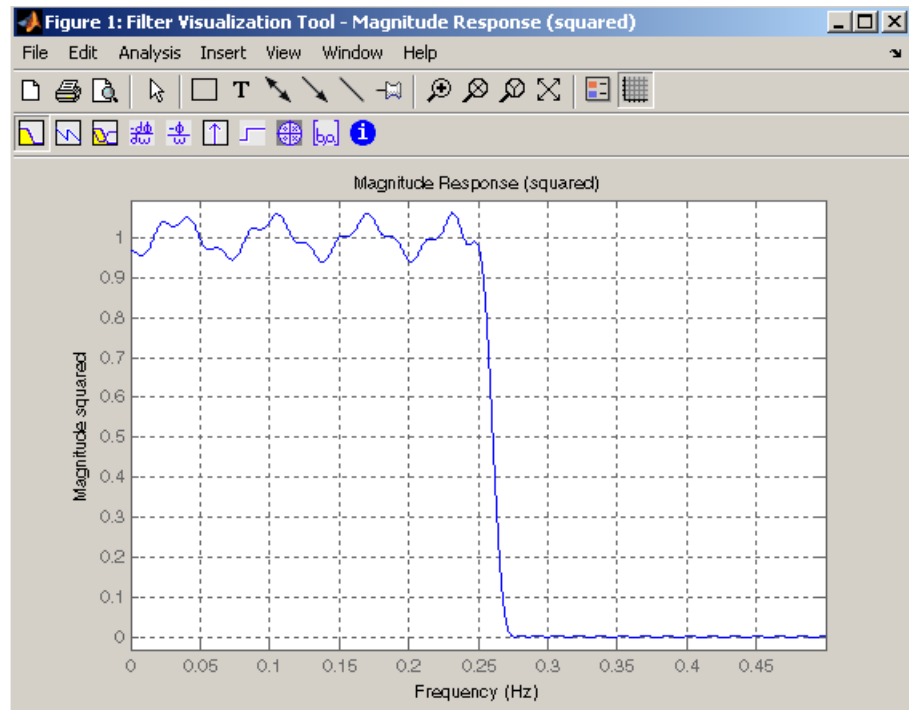 Figure 1: Filter Visualization Tool - Magnitude Response (squared)
File Edit Analysis Insert View Window Help
T
Magnitude Response (squared)
Magnitude squared
1
0.9
0.8
0.7
0.6
0.5
0.4
0.3
0.2
0.1
0
0 0.05 0.1 0.15 0.2 0.25 0.3 0.35 0.4 0.45
Frequency (Hz)